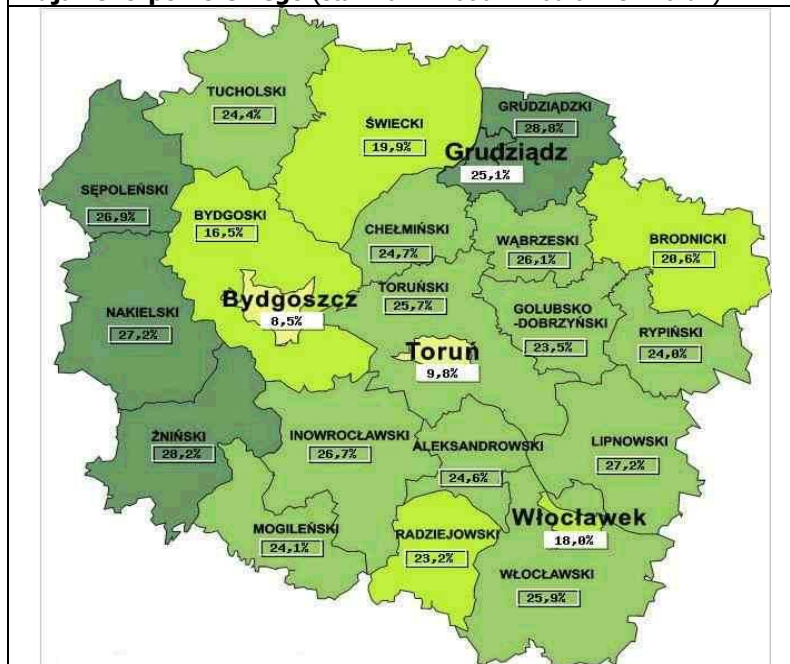 TUCHOLSKI
24,4%
ŚWIECKI
19,9%
GRUDZIĄDZKI
28,8%
Grudziądz
25,1%
SĘPOLEŃSKI
26,9%
BYDGOSKI
16,5%
CHEŁMIŃSKI
24,7%
WĄBRZESKI
26,1%
BRODNICKI
20,6%
NAKIELSKI
27,2%
Bydgoszcz
8,5%
TORUŃSKI
25,7%
GOLUBSKO
-DOBRZYŃSKI
23,5%
RYPIŃSKI
24,0%
Toruń
9,8%
ŻNIŃSKI
28,2%
INOWROCŁAWSKI
26,7%
ALEKSANDROWSKI
24,6%
LIPNOWSKI
27,2%
MOGILEŃSKI
24,1%
RADZIEJOWSKI
23,2%
Włocławek
18,0%
WŁOCŁAWSKI
25,9%